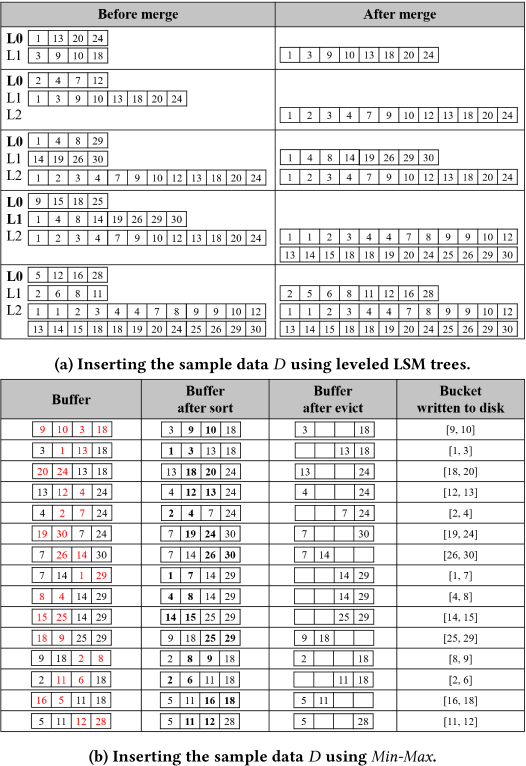 Before merge After merge
L0 1 13 20 24
L1 3 9 10 18 1 3 9 10 13 18 20 24
L0 2 4 7 12
L1 1 3 9 10 13 18 20 24
L2 1 2 3 4 7 9 10 12 13 18 20 24
L0 1 4 8 29
L1 14 19 26 30 1 4 8 14 19 26 29 30
L2 1 2 3 4 7 9 10 12 13 18 20 24 1 2 3 4 7 9 10 12 13 18 20 24
L0 9 15 18 25
L1 1 4 8 14 19 26 29 30
L2 1 2 3 4 7 9 10 12 13 18 20 24 1 1 2 3 4 4 7 8 9 9 10 12
13 14 15 18 18 19 20 24 25 26 29 30
L0 5 12 16 28
L1 2 6 8 11 2 5 6 8 11 12 16 28
L2 1 1 2 3 4 4 7 8 9 9 10 12 1 1 2 3 4 4 7 8 9 9 10 12
13 14 15 18 18 19 20 24 25 26 29 30 13 14 15 18 18 19 20 24 25 26 29 30
(a) Inserting the sample data D using leveled LSM trees.
Buffer Buffer after sort Buffer after evict Bucket written to disk
9 10 3 18 3 9 10 18 3 18 [9, 10]
3 1 13 18 1 3 13 18 13 18 [1, 3]
20 24 13 18 13 18 20 24 13 24 [18, 20]
13 12 4 24 4 12 13 24 4 24 [12, 13]
4 2 7 24 2 4 7 24 7 24 [2, 4]
19 30 7 24 7 19 24 30 7 30 [19, 24]
7 26 14 30 7 14 26 30 7 14 [26, 30]
7 14 1 29 1 7 14 29 14 29 [1, 7]
8 4 14 29 4 8 14 29 14 29 [4, 8]
15 25 14 29 14 15 25 29 25 29 [14, 15]
18 9 25 29 9 18 25 29 9 18 [25, 29]
9 18 2 8 2 8 9 18 2 18 [8, 9]
2 11 6 18 2 6 11 18 11 18 [2, 6]
16 5 11 18 5 11 16 18 5 11 [16, 18]
5 11 12 28 5 11 12 28 5 28 [11, 12]
(b) Inserting the sample data D using Min-Max.